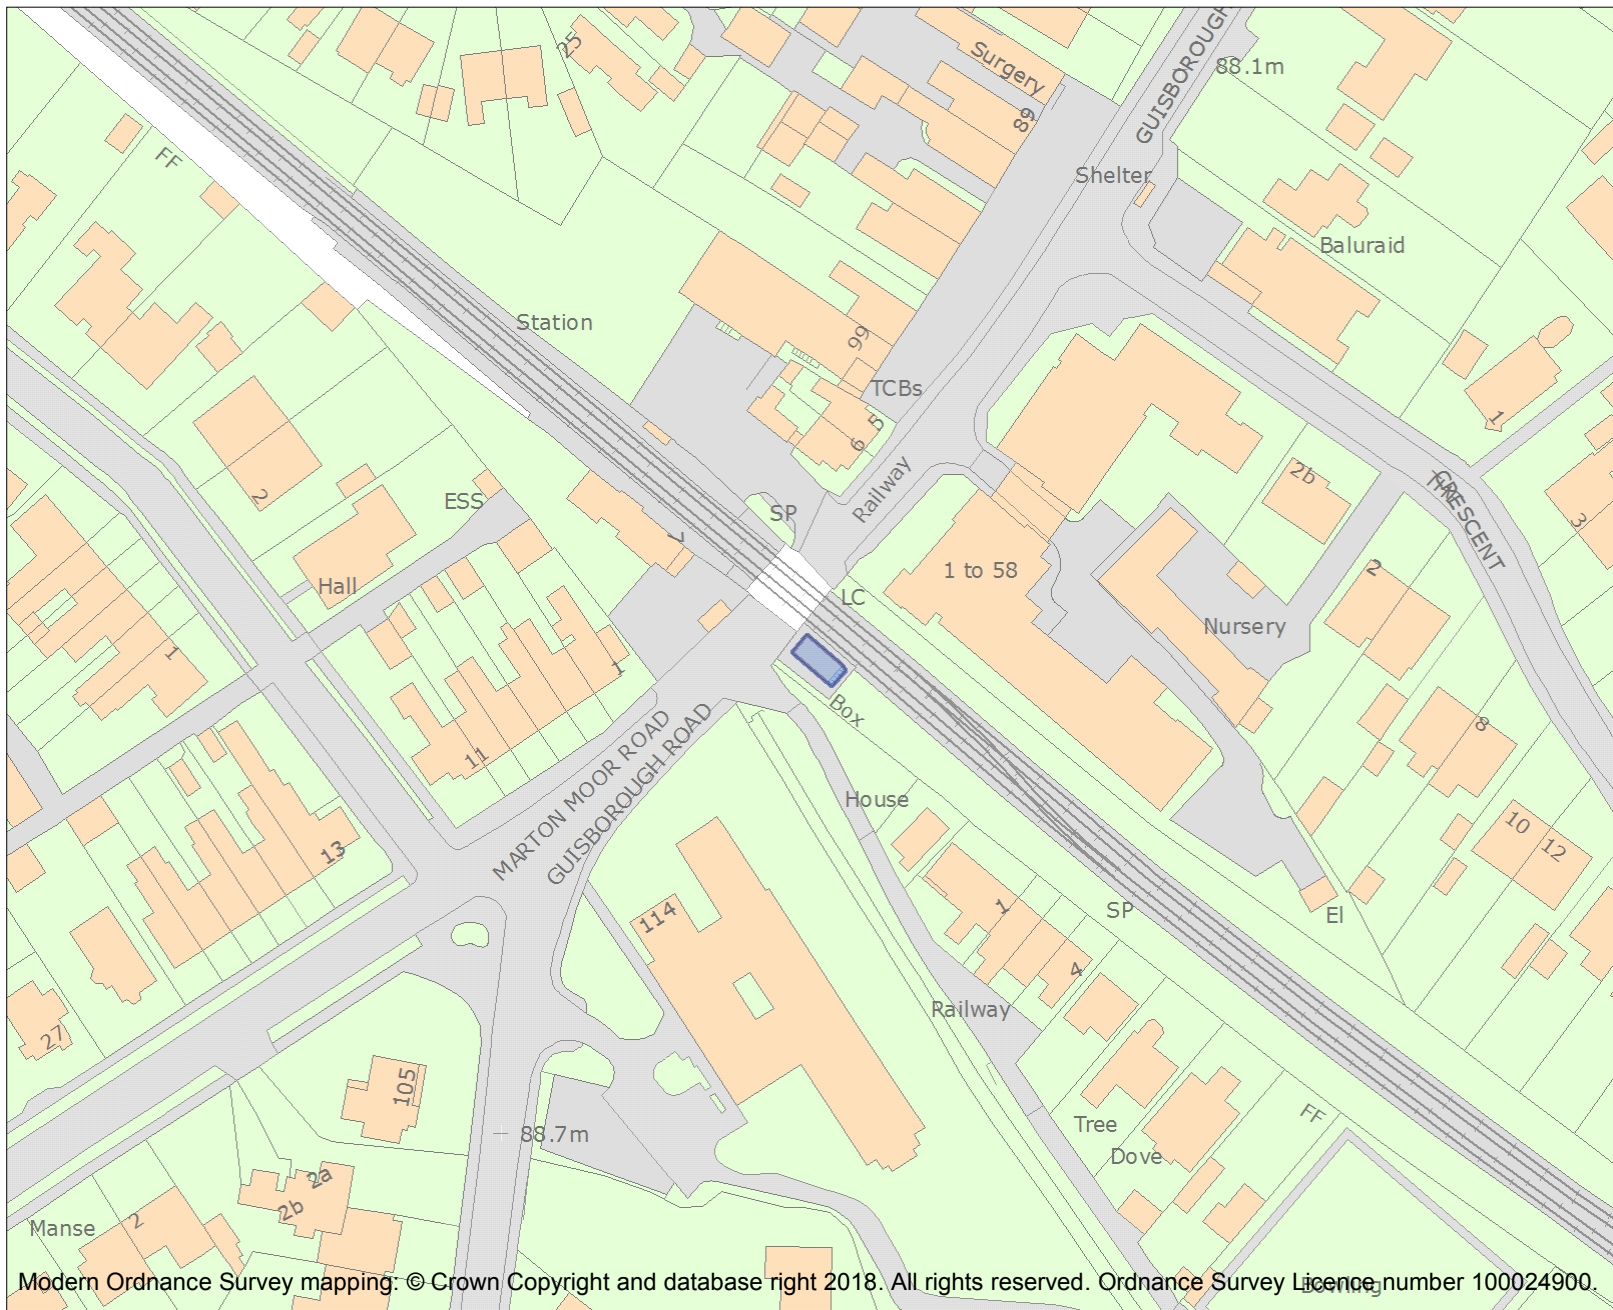 25
Surgery
GUISBOROUGH
88.1m
89
FF
Shelter
Baluraid
Station
99
TCBs
5
6
1
2
ESS
Railway
2b
THE
CRESCENT
SP
7
3
Hall
1 to 58
2
LC
Nursery
1
1
Box
8
MARTON MOOR ROAD
GUISBOROUGH ROAD
11
House
10
12
13
114
1
SP
El
4
27
Railway
105
88.7m
Tree
FF
Dove
2a
2b
Manse
2
Modern Ordnance Survey mapping: © Crown Copyright and database right 2018. All rights reserved. Ordnance Survey Licence number 100024900.
Bowling